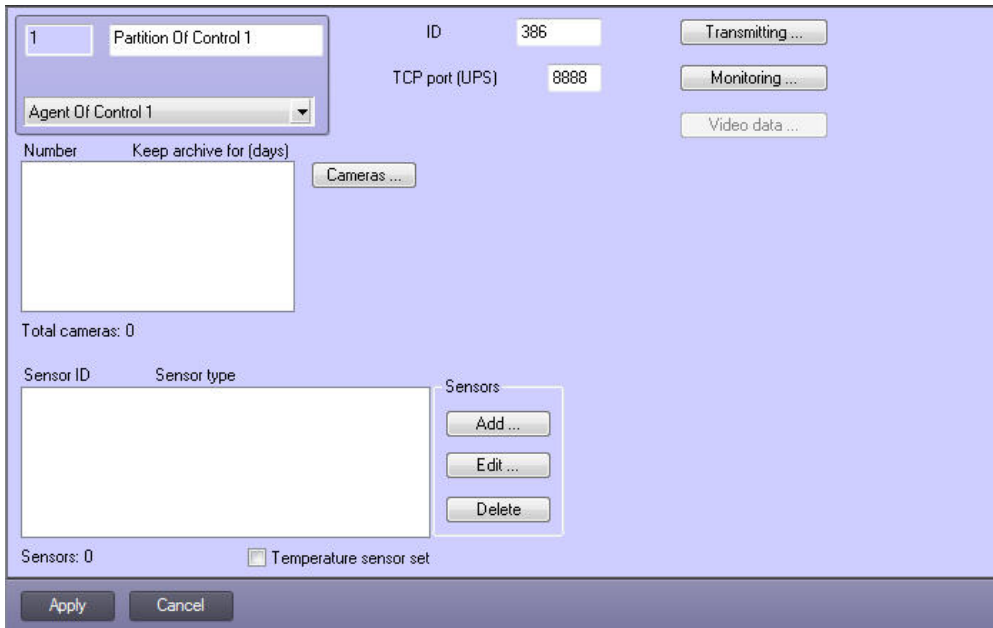 1 Partition Of Control 1 ID 386 Transmitting ...
TCP port (UPS) 8888 Monitoring ...
Agent Of Control 1 Video data ...
Number Keep archive for (days)
Cameras ...
Total cameras: 0
Sensor ID Sensor type
Sensors
Add ...
Edit ...
Delete
Sensors: 0 Temperature sensor set
Apply Cancel